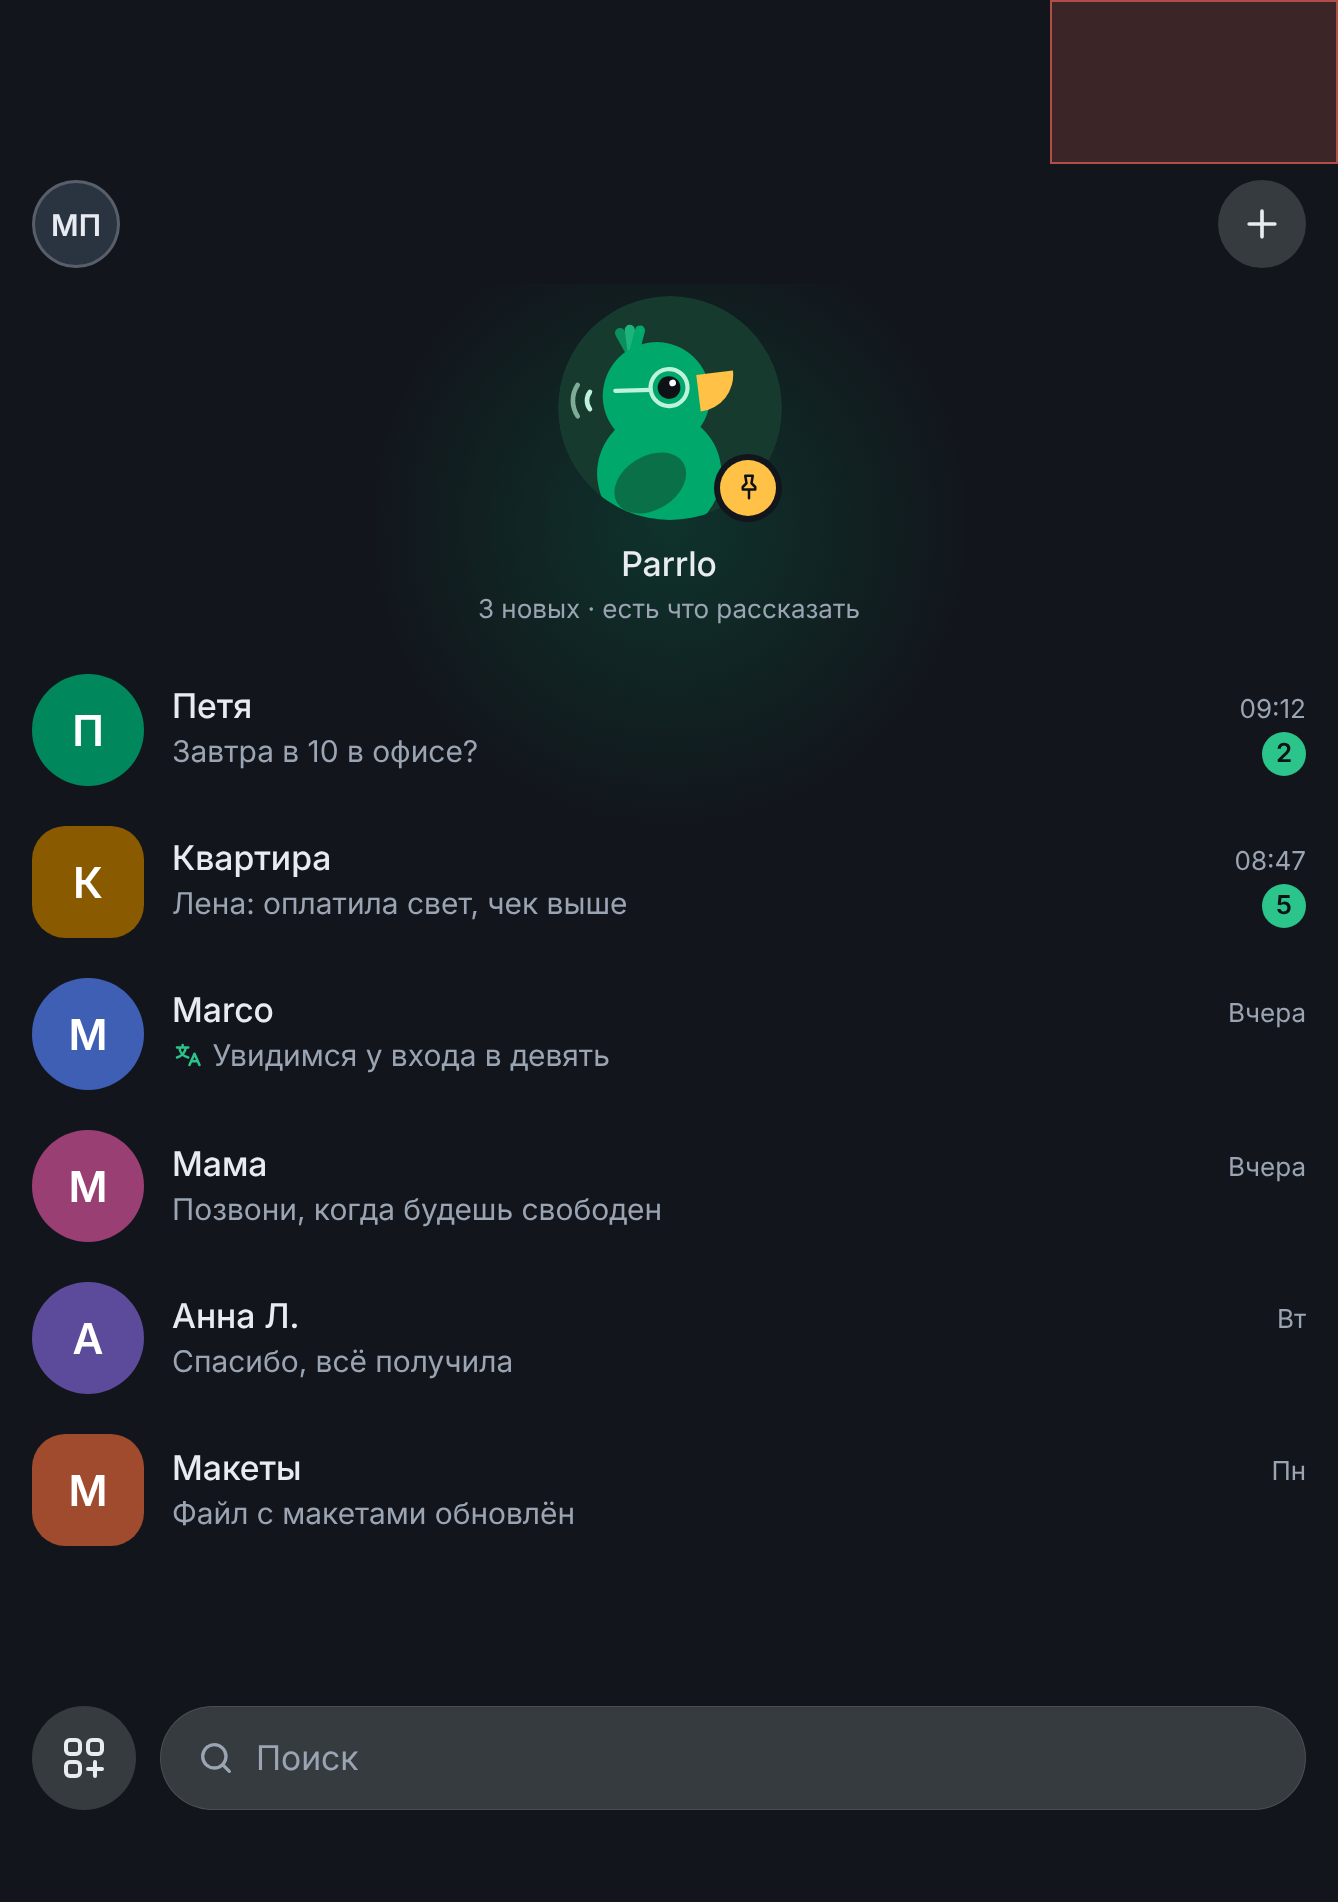 МП
Parrlo
3 новых · есть что рассказать
П
Петя
09:12
Завтра в 10 в офисе?
2
К
Квартира
08:47
Лена: оплатила свет, чек выше
5
M
Marco
Вчера
Увидимся у входа в девять
М
Мама
Вчера
Позвони, когда будешь свободен
А
Анна Л.
Вт
Спасибо, всё получила
М
Макеты
Пн
Файл с макетами обновлён
Поиск